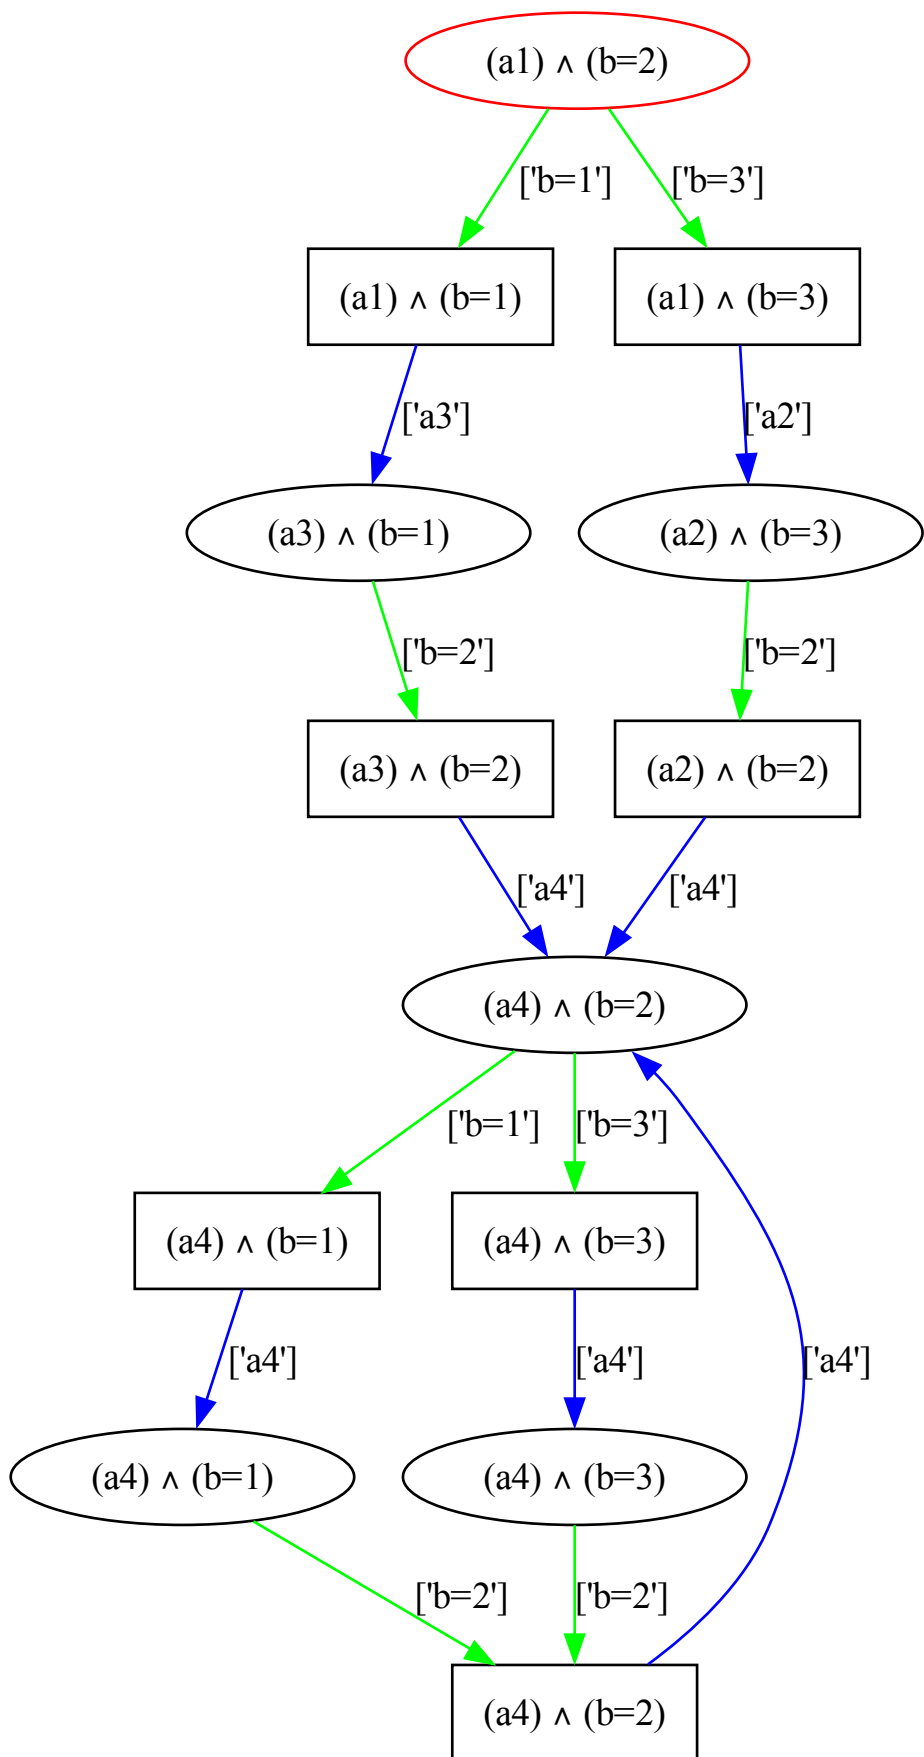 (a1) ∧ (b=2)
['b=1']
['b=3']
(a1) ∧ (b=1)
(a1) ∧ (b=3)
['a3']
['a2']
(a3) ∧ (b=1)
(a2) ∧ (b=3)
['b=2']
['b=2']
(a3) ∧ (b=2)
(a2) ∧ (b=2)
['a4']
['a4']
(a4) ∧ (b=2)
['b=1']
['b=3']
(a4) ∧ (b=1)
(a4) ∧ (b=3)
['a4']
['a4']
['a4']
(a4) ∧ (b=1)
(a4) ∧ (b=3)
['b=2']
['b=2']
(a4) ∧ (b=2)